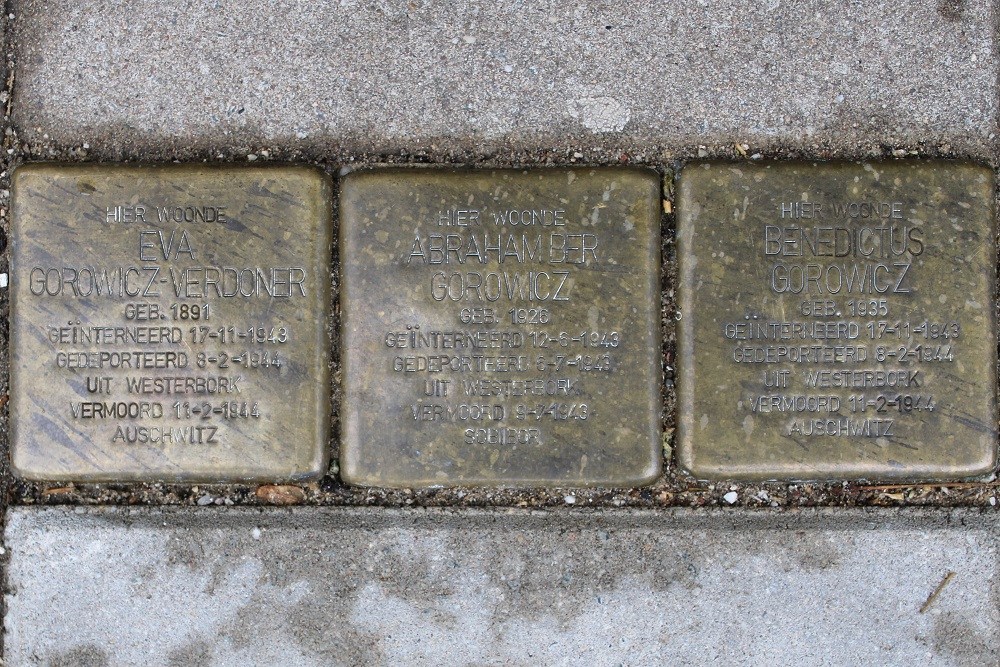 HIER WOONDE
EVA
GOROWICZ-VERDONER
GEB. 1891
GEÏNTERNEERD 17-11-1943
GEDEPORTEERD 8-2-1944
UIT WESTERBORK
VERMOORD 11-2-1944
AUSCHWITZ
HIER WOONDE
ABRAHAM BER
GOROWICZ
GEB. 1926
GEÏNTERNEERD 12-6-1943
GEDEPORTEERD 6-7-1943
UIT WESTERBORK
VERMOORD 9-7-1943
SOBIBOR
HIER WOONDE
BENEDICTUS
GOROWICZ
GEB. 1935
GEÏNTERNEERD 17-11-1943
GEDEPORTEERD 8-2-1944
UIT WESTERBORK
VERMOORD 11-2-1944
AUSCHWITZ